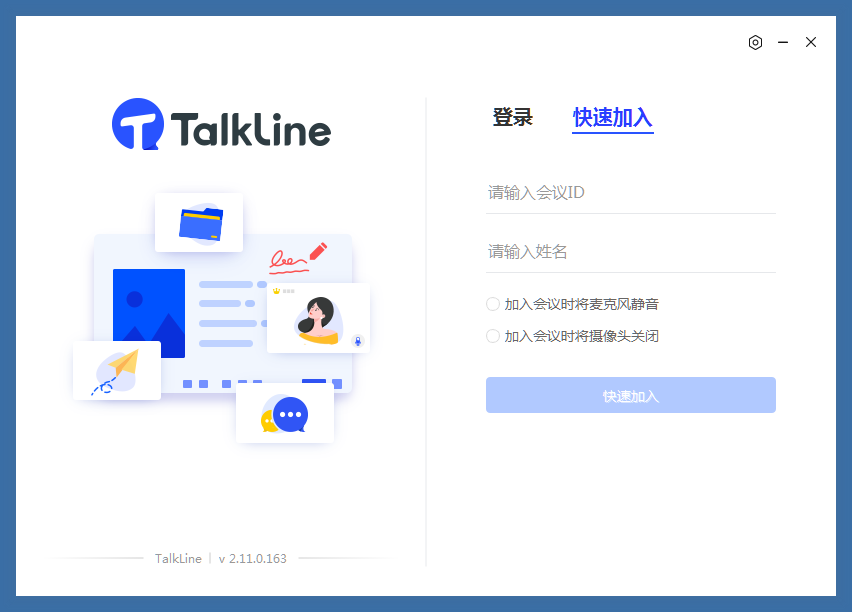 TalkLine
登录 快速加入
请输入会议ID
请输入姓名
加入会议时将麦克风静音
加入会议时将摄像头关闭
快速加入
TalkLine | v 2.11.0.163